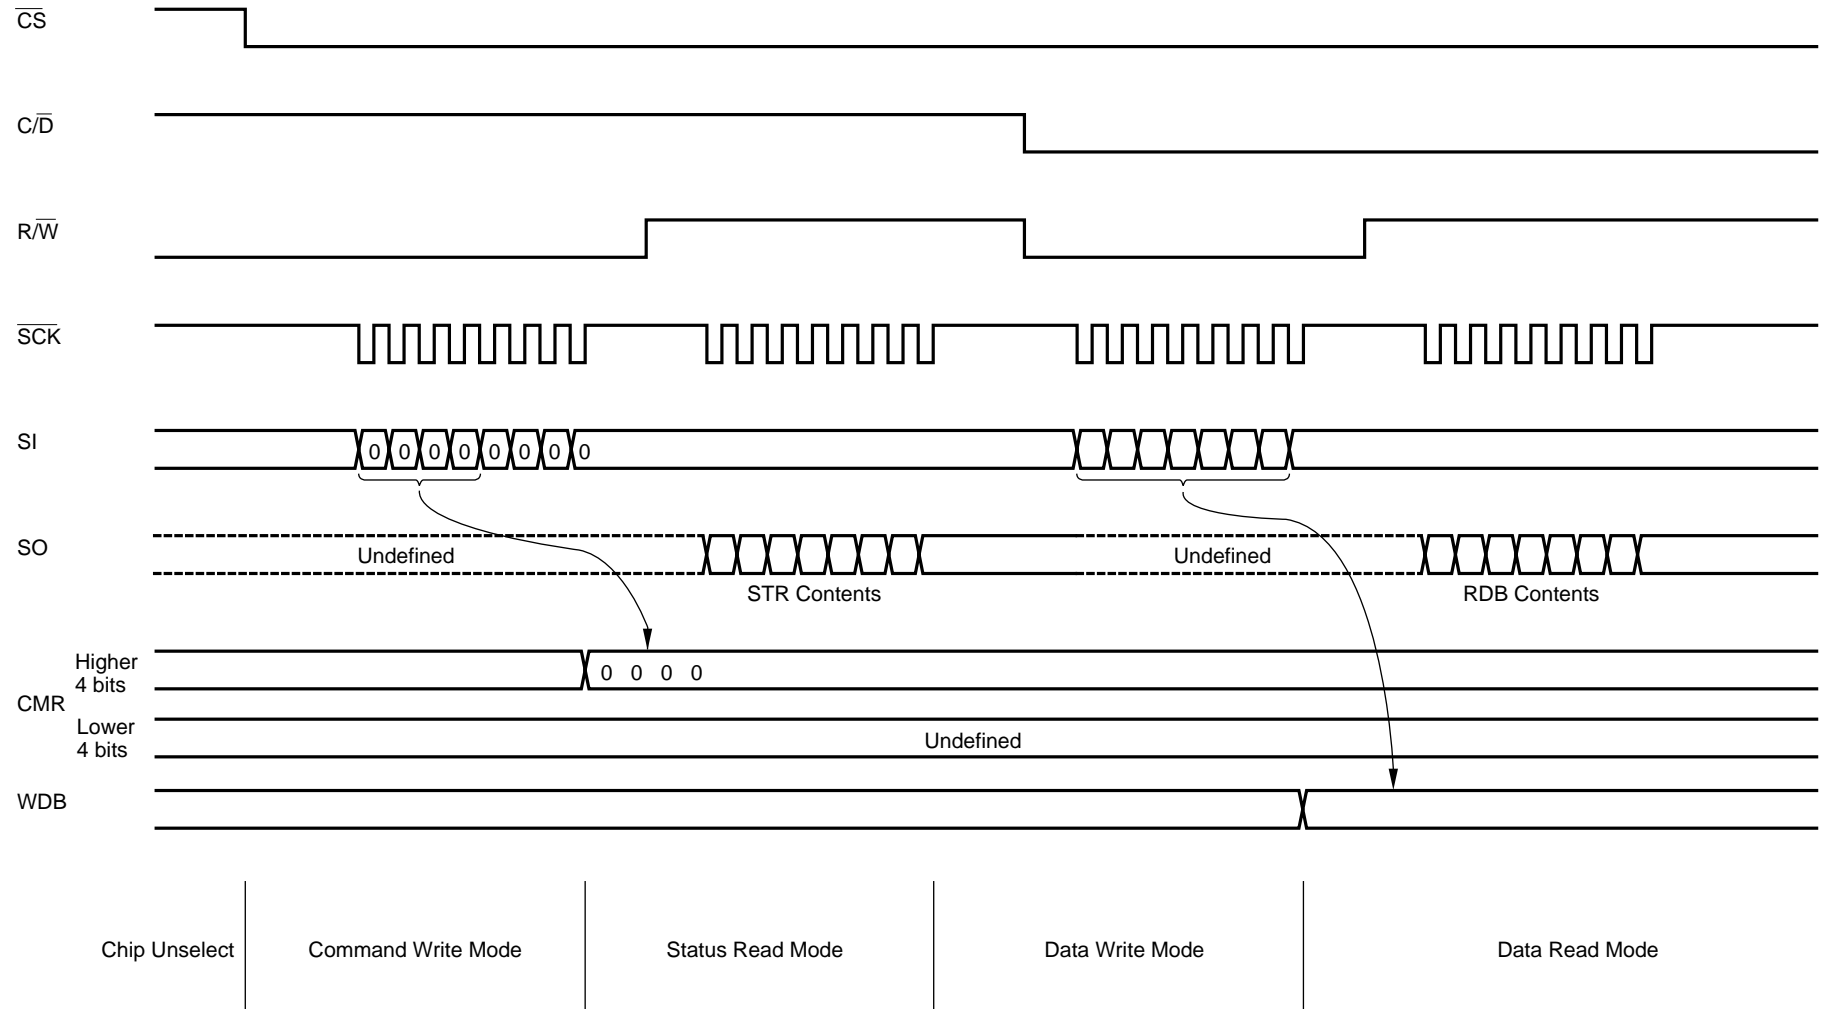 C̅S̅
C/D̅
R/W̅
S̅C̅K̅
SI
0 0 0 0 0 0 0 0
SO
Undefined
Undefined
STR Contents
RDB Contents
Higher
4 bits
0 0 0 0
CMR
Lower
4 bits
Undefined
WDB
Chip Unselect
Command Write Mode
Status Read Mode
Data Write Mode
Data Read Mode